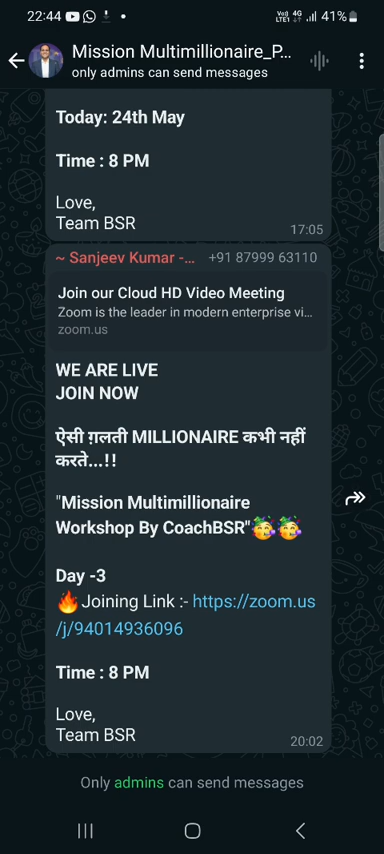 22:44
Vo)) LTE1 4G 41%
Mission Multimillionaire_P...
only admins can send messages
Today: 24th May
Time : 8 PM
Love,
Team BSR
17:05
~ Sanjeev Kumar -... +91 87999 63110
Join our Cloud HD Video Meeting
Zoom is the leader in modern enterprise vi...
zoom.us
WE ARE LIVE
JOIN NOW
ऐसी ग़लती MILLIONAIRE कभी नहीं
करते...!!
"Mission Multimillionaire
Workshop By CoachBSR"🥳🥳
Day -3
🔥Joining Link :- https://zoom.us
/j/94014936096
Time : 8 PM
Love,
Team BSR
20:02
Only admins can send messages